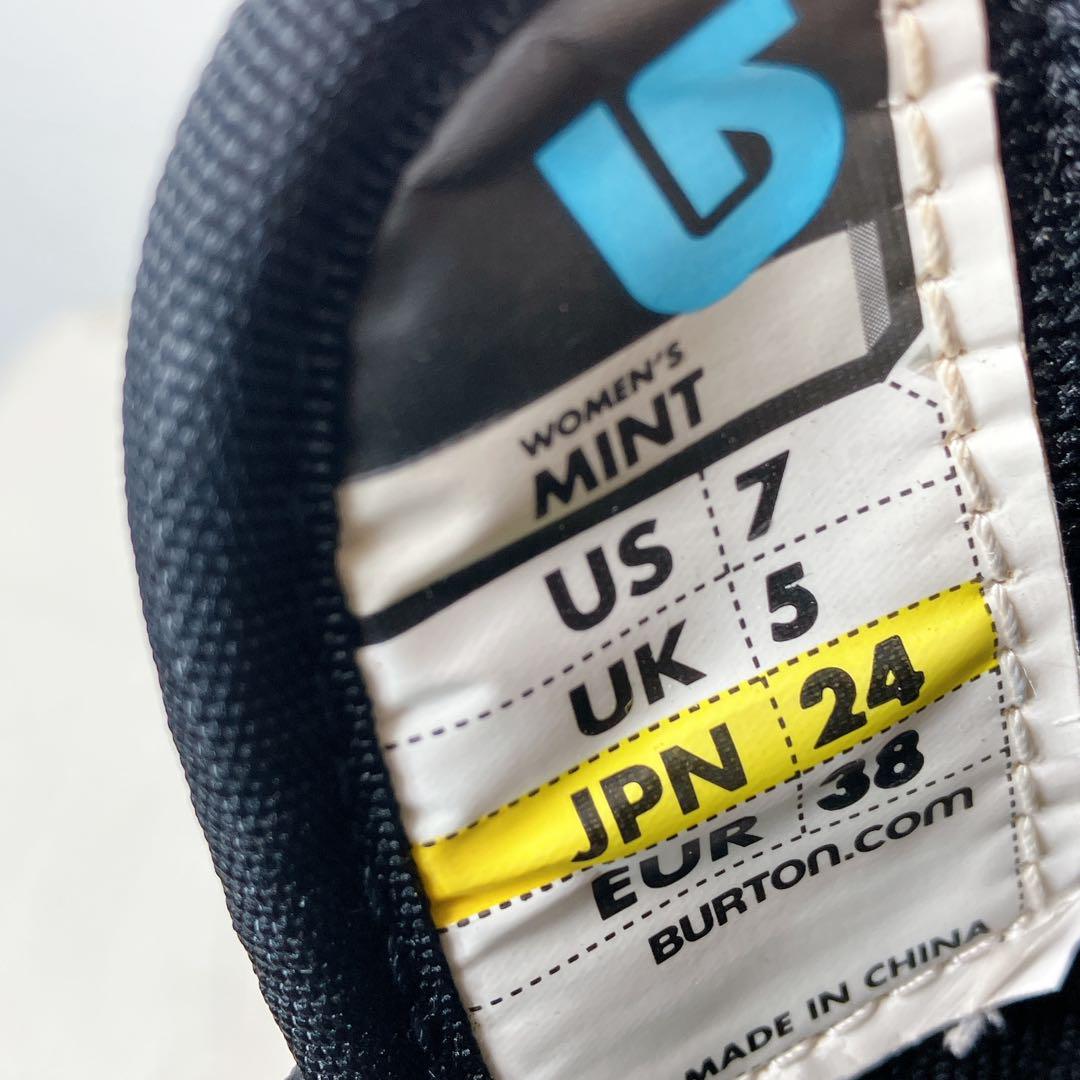 WOMEN'S
MINT
US 7
UK 5
JPN 24
EUR 38
BURTON.COM
MADE IN CHINA